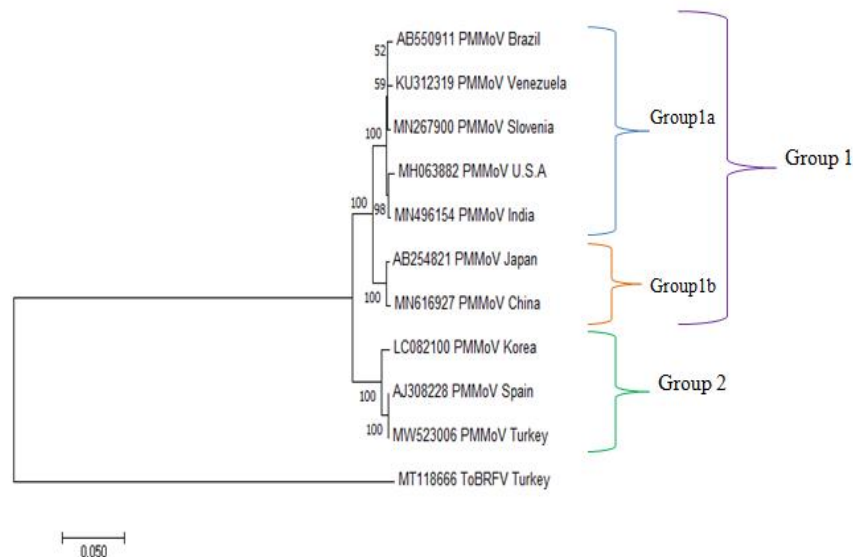 AB550911 PMMoV Brazil
52
59
KU312319 PMMoV Venezuela
Group1a
100
MN267900 PMMoV Slovenia
Group 1
MH063882 PMMoV U.S.A
100
98
MN496154 PMMoV India
AB254821 PMMoV Japan
Group1b
100
MN616927 PMMoV China
LC082100 PMMoV Korea
100
AJ308228 PMMoV Spain
Group 2
100
MW523006 PMMoV Turkey
MT118666 ToBRFV Turkey
0.050